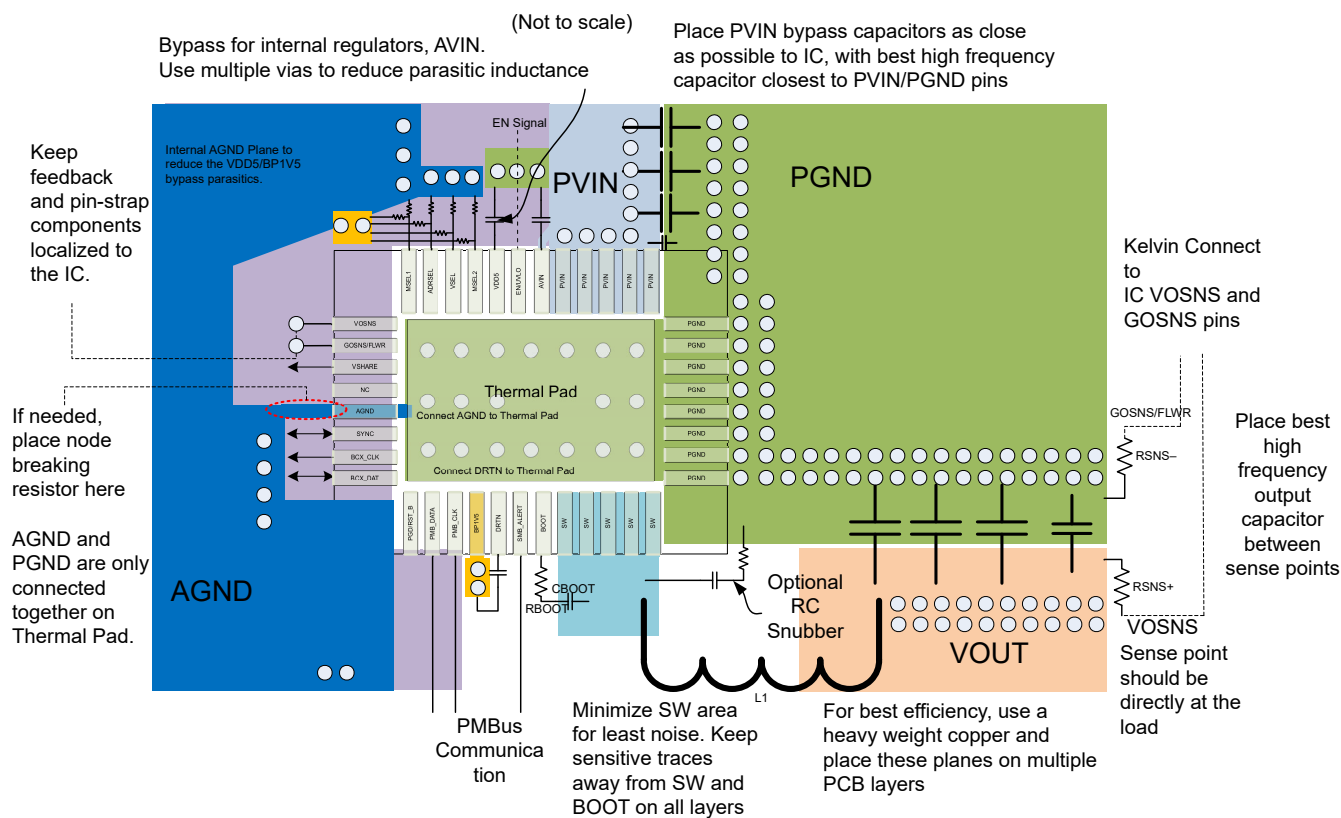 (Not to scale)
Bypass for internal regulators, AVIN.
Use multiple vias to reduce parasitic inductance
Place PVIN bypass capacitors as close
as possible to IC, with best high frequency
capacitor closest to PVIN/PGND pins
Keep
feedback
and pin-strap
components
localized to
the IC.
Internal AGND Plane to
reduce the VDD5/BP1V5
bypass parasitics.
EN Signal
PVIN
PGND
Kelvin Connect
to
IC VOSNS and
GOSNS pins
MSEL1
ADRSEL
VSEL
MSEL2
VDD5
EN/UVLO
AVIN
PVIN
PVIN
PVIN
PVIN
PVIN
VOSNS
GOSNS/FLWR
VSHARE
NC
AGND
SYNC
BCX_CLK
BCX_DAT
Thermal Pad
Connect AGND to Thermal Pad
Connect DRTN to Thermal Pad
PGND
PGND
PGND
PGND
PGND
PGND
PGND
PGND
If needed,
place node
breaking
resistor here
AGND and
PGND are only
connected
together on
Thermal Pad.
AGND
PGD/RST_B
PMB_DATA
PMB_CLK
BP1V5
DRTN
SMB_ALERT
BOOT
SW
SW
SW
SW
SW
CBOOT
RBOOT
Optional
RC
Snubber
GOSNS/FLWR
RSNS–
RSNS+
Place best
high
frequency
output
capacitor
between
sense points
VOUT
VOSNS
Sense point
should be
directly at the
load
L1
PMBus
Communica
tion
Minimize SW area
for least noise. Keep
sensitive traces
away from SW and
BOOT on all layers
For best efficiency, use a
heavy weight copper and
place these planes on multiple
PCB layers